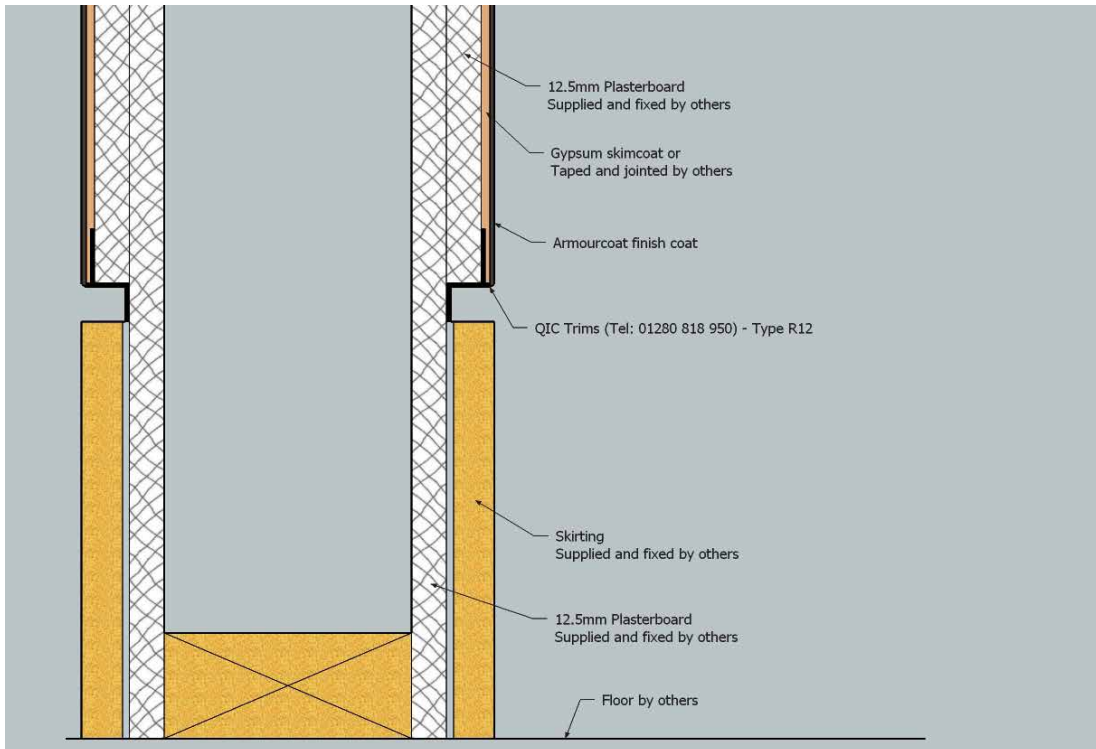 12.5mm Plasterboard
Supplied and fixed by others
Gypsum skimcoat or
Taped and jointed by others
Armourcoat finish coat
QIC Trims (Tel: 01280 818 950) - Type R12
Skirting
Supplied and fixed by others
12.5mm Plasterboard
Supplied and fixed by others
Floor by others